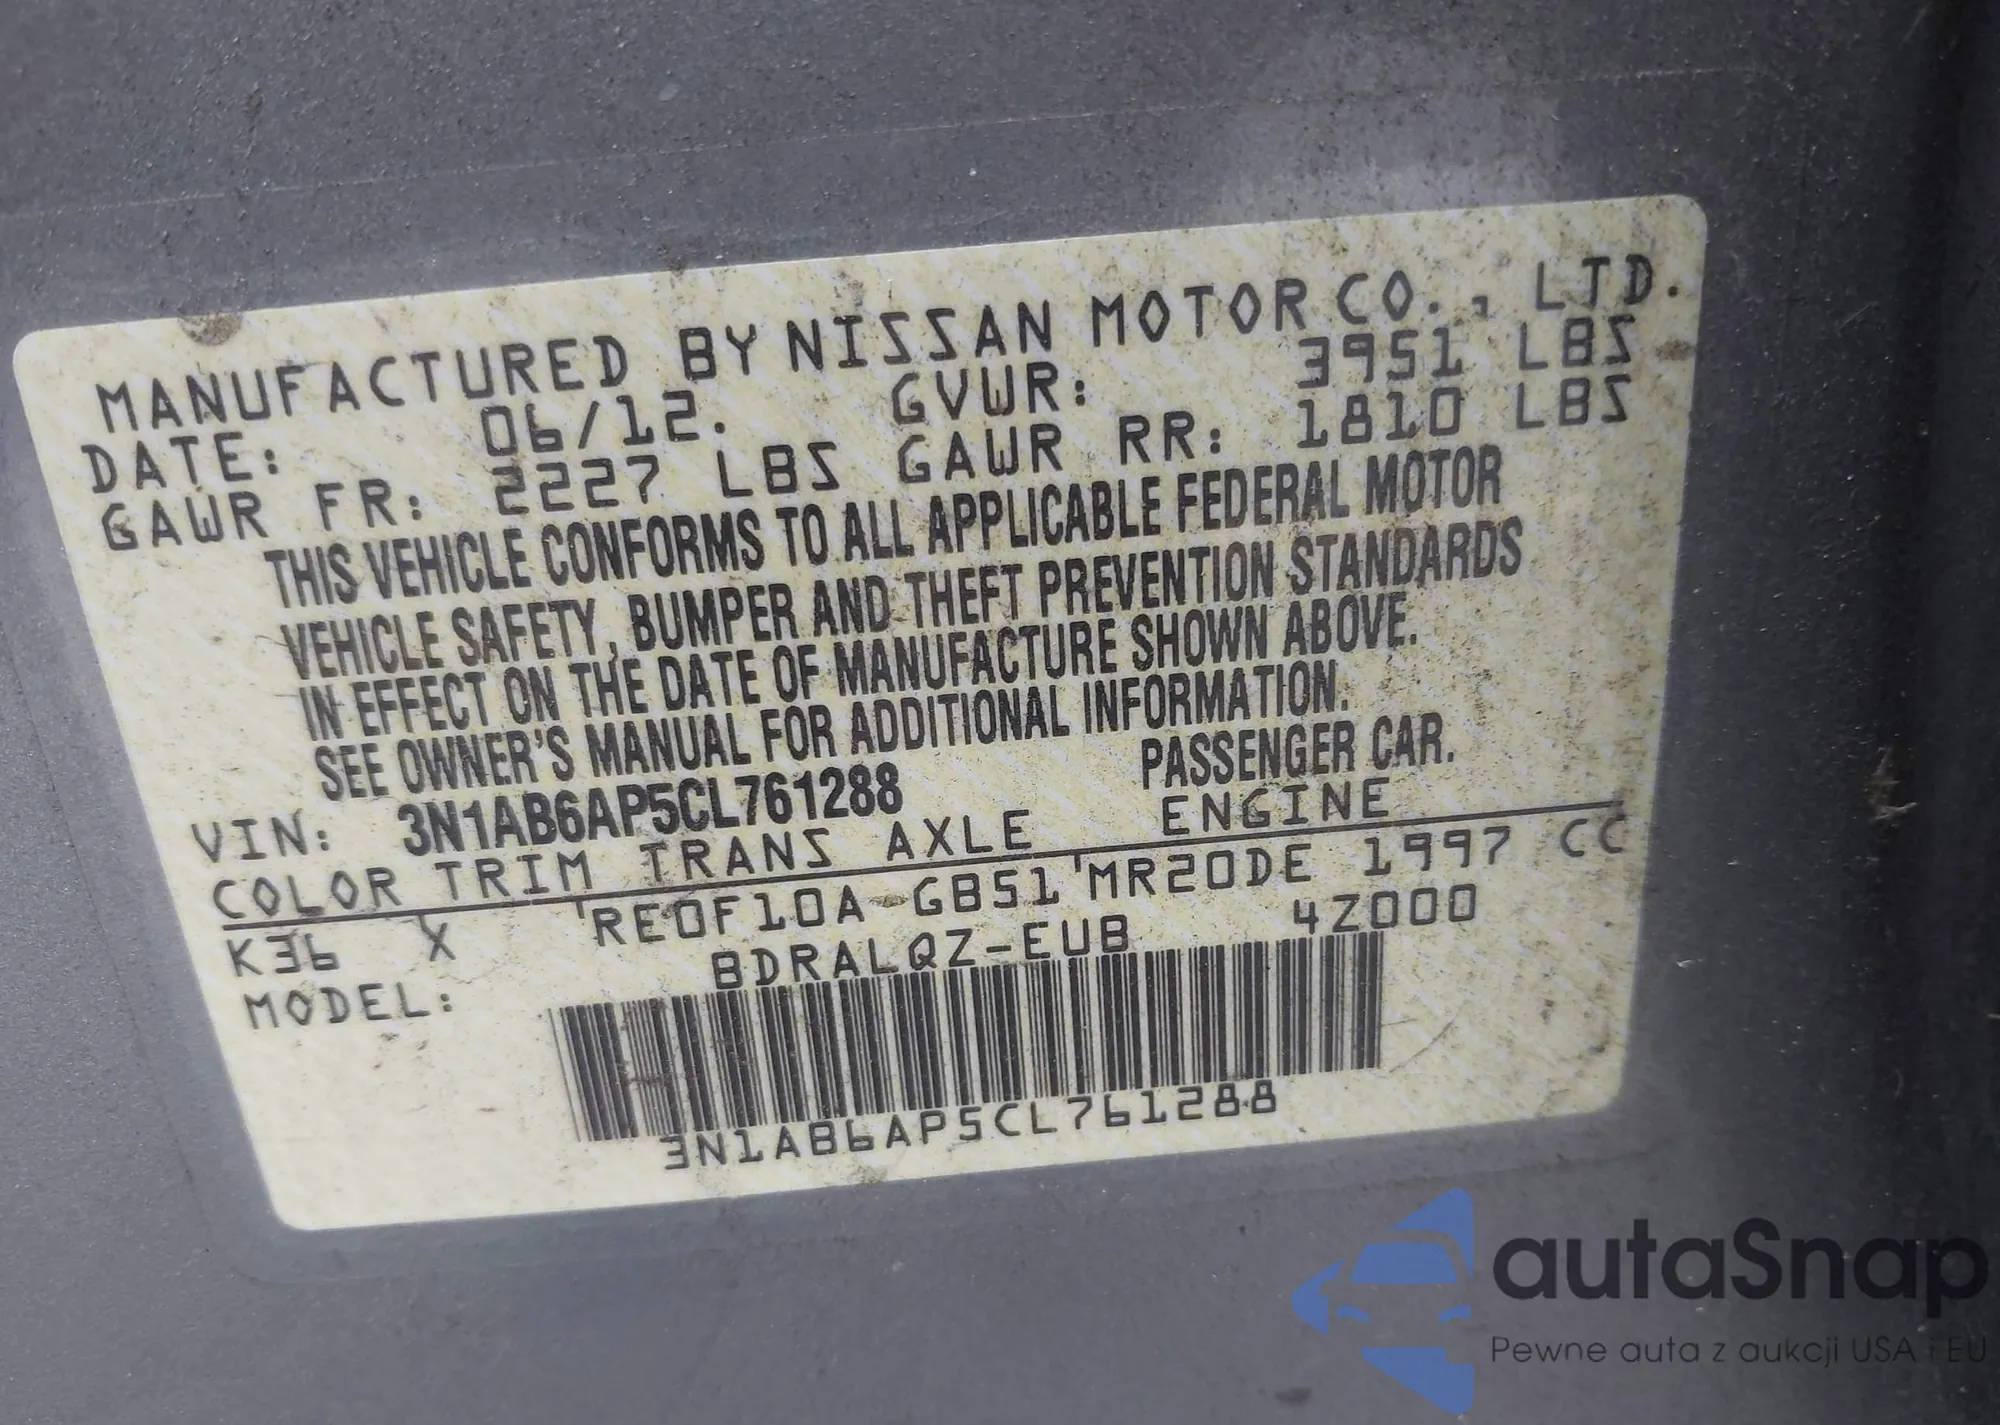 MANUFACTURED BY NISSAN MOTOR CO., LTD.
DATE: 06/12. GVWR: 3951 LBS
GAWR FR: 2227 LBS GAWR RR: 1810 LBS
THIS VEHICLE CONFORMS TO ALL APPLICABLE FEDERAL MOTOR
VEHICLE SAFETY, BUMPER AND THEFT PREVENTION STANDARDS
IN EFFECT ON THE DATE OF MANUFACTURE SHOWN ABOVE.
SEE OWNER'S MANUAL FOR ADDITIONAL INFORMATION.
VIN: 3N1AB6AP5CL761288 PASSENGER CAR.
COLOR TRIM TRANS AXLE ENGINE
K36 X 'RE0F10A-GB51'MR20DE 1997 CC
MODEL: BDRALQZ-EUB 4Z000
3N1AB6AP5CL761288
autaSnap
Pewne auta z aukcji USA i EU